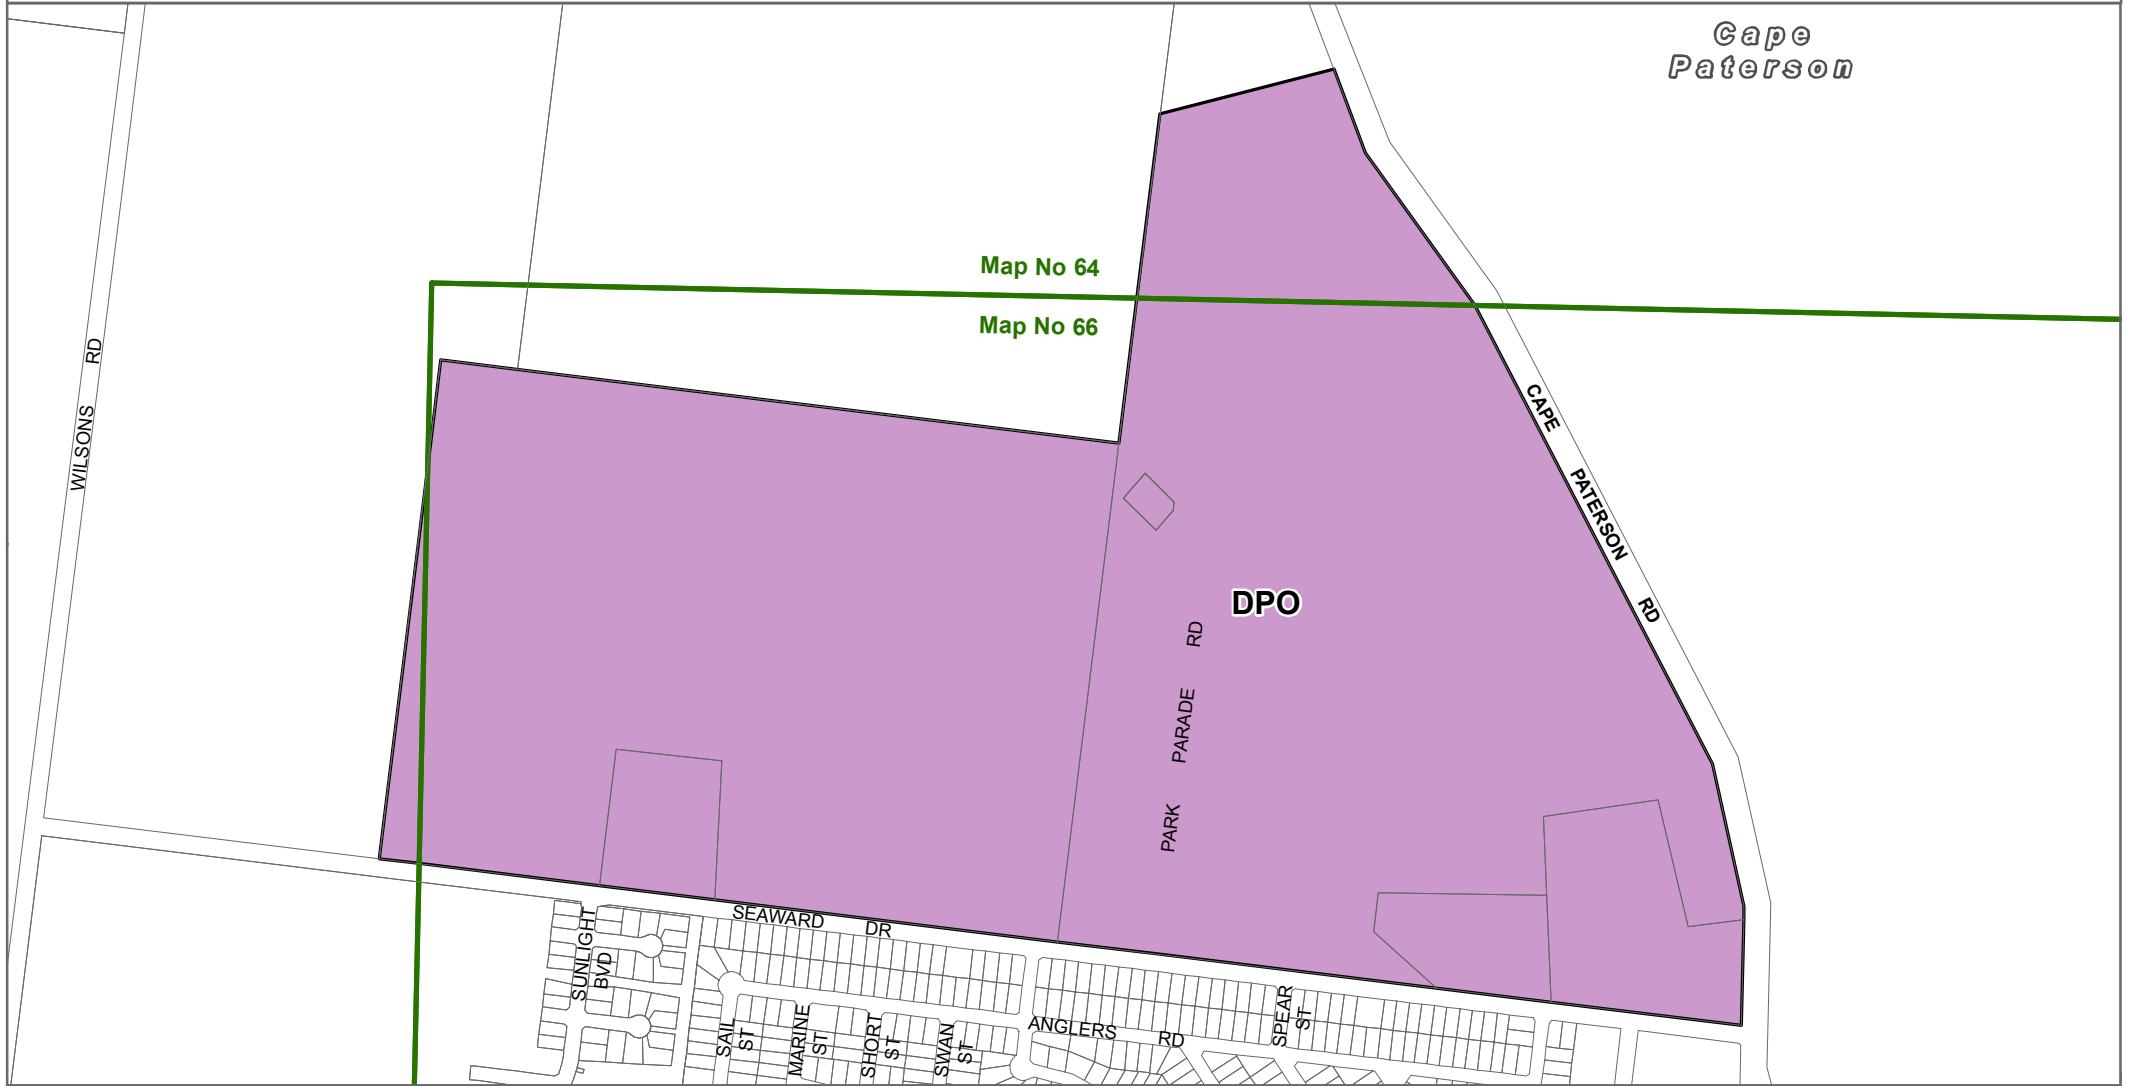 Cape
Paterson
Map No 64
Map No 66
WILSONS RD
CAPE PATERSON RD
DPO
PARK PARADE RD
SEAWARD DR
SUNLIGHT
BVD
SAIL
ST
MARINE
ST
SHORT
ST
SWAN
ST
ANGLERS RD
SPEAR
ST